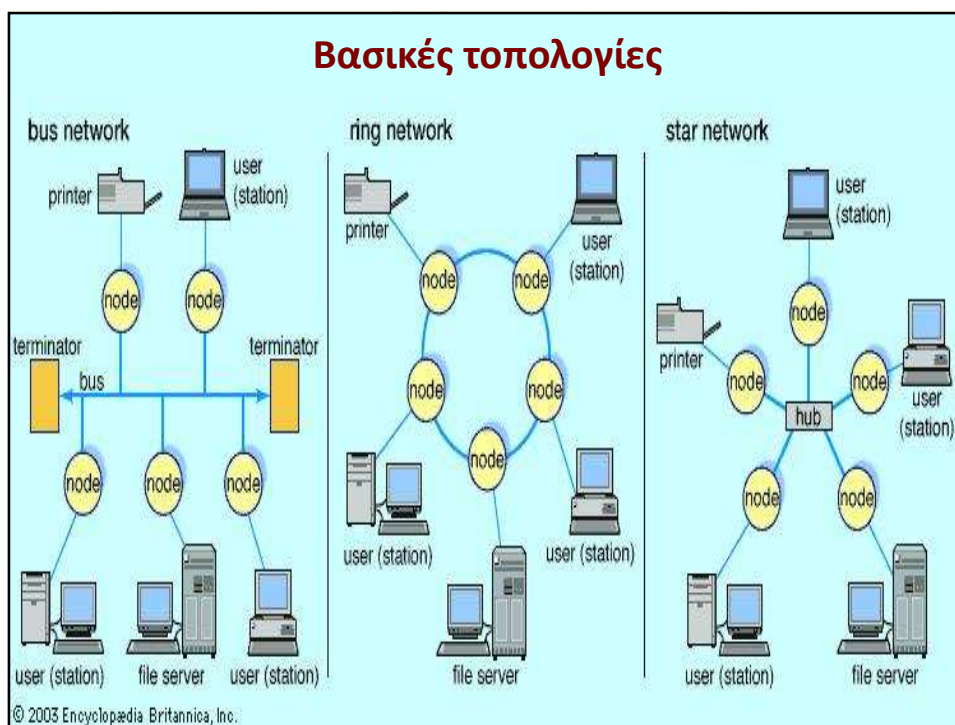 Βασικές τοπολογίες
bus network
printer
user
(station)
node
node
terminator
terminator
bus
node
node
node
user (station)
file server
user (station)
ring network
printer
user
(station)
node
node
node
node
node
user (station)
user (station)
file server
star network
user
(station)
printer
node
node
node
user
(station)
hub
node
node
user (station)
file server
© 2003 Encyclopædia Britannica, Inc.